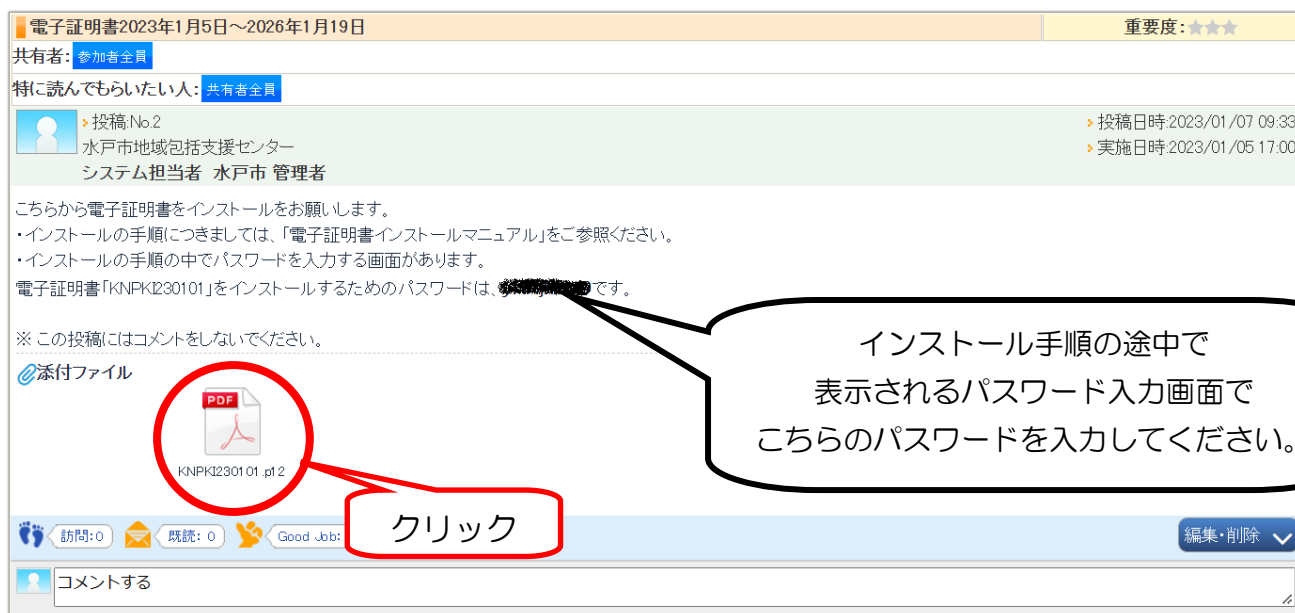 電子証明書2023年1月5日～2026年1月19日
重要度:★★★
共有者: 参加者全員
特に読んでもらいたい人: 共有者全員
投稿:No.2
投稿日時:2023/01/07 09:33
水戸市地域包括支援センター
実施日時:2023/01/05 17:00
システム担当者 水戸市 管理者
こちらから電子証明書をインストールをお願いします。
・インストールの手順につきましては、「電子証明書インストールマニュアル」をご参照ください。
・インストールの手順の中でパスワードを入力する画面があります。
電子証明書「KNPKI230101」をインストールするためのパスワードは、です。
※ この投稿にはコメントをしないでください。
インストール手順の途中で
表示されるパスワード入力画面で
こちらのパスワードを入力してください。
添付ファイル
PDF
KNPKI230101.p12
クリック
訪問:0 既読: 0 Good Job:
編集・削除
コメントする